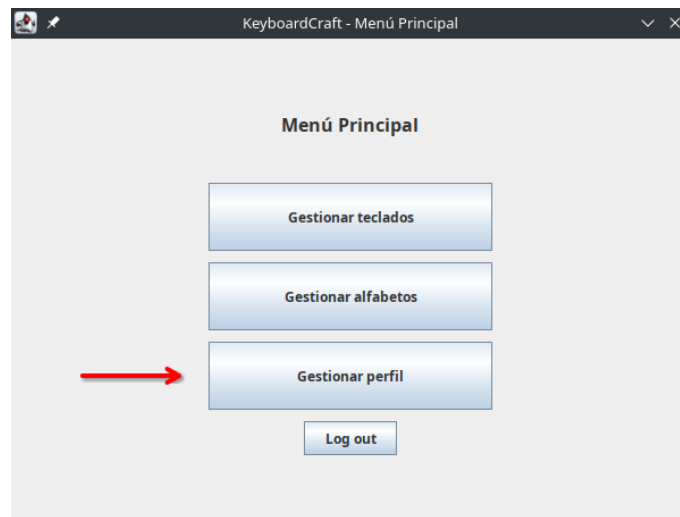 KeyboardCraft - Menú Principal
Menú Principal
Gestionar teclados
Gestionar alfabetos
Gestionar perfil
Log out